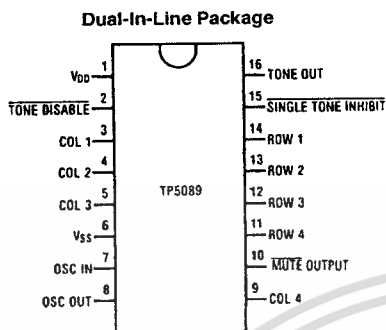 Dual-In-Line Package
VDD 1
TONE DISABLE 2
COL 1 3
COL 2 4
COL 3 5
VSS 6
OSC IN 7
OSC OUT 8
TP5089
16 TONE OUT
15 SINGLE TONE INHIBIT
14 ROW 1
13 ROW 2
12 ROW 3
11 ROW 4
10 MUTE OUTPUT
9 COL 4